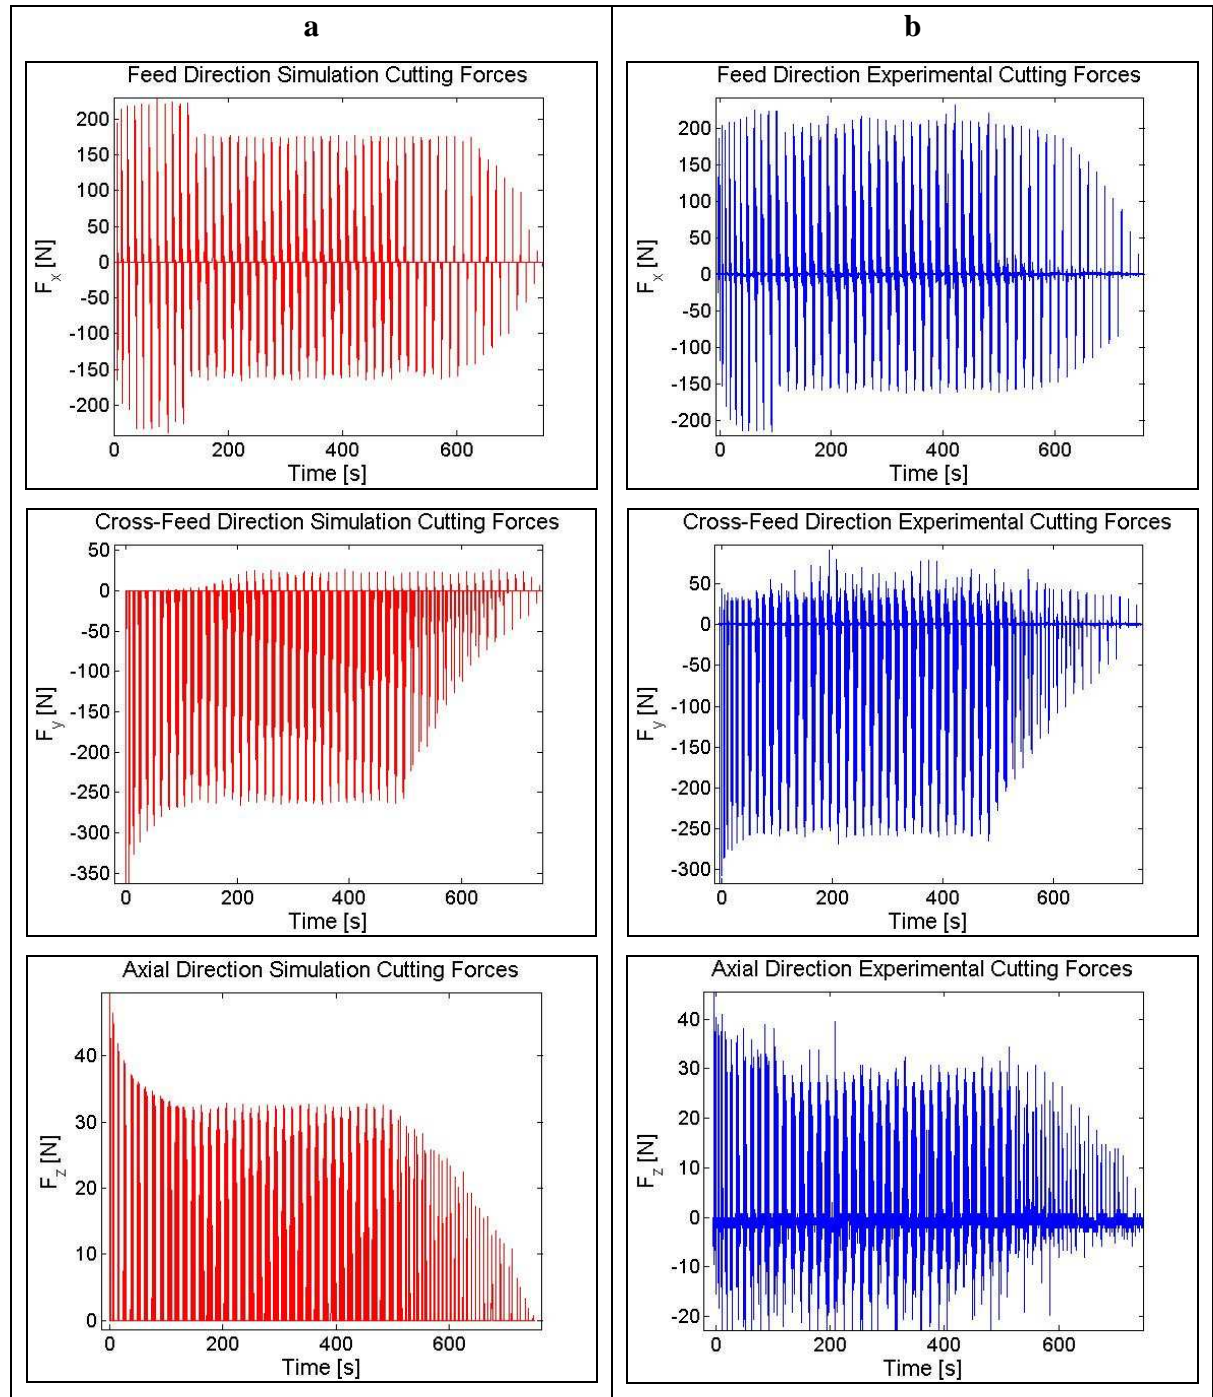 a
b
Feed Direction Simulation Cutting Forces
200
150
100
50
0
-50
-100
-150
-200
F_x [N]
0 200 400 600
Time [s]
Feed Direction Experimental Cutting Forces
200
150
100
50
0
-50
-100
-150
-200
F_x [N]
0 200 400 600
Time [s]
Cross-Feed Direction Simulation Cutting Forces
50
0
-50
-100
-150
-200
-250
-300
-350
F_y [N]
0 200 400 600
Time [s]
Cross-Feed Direction Experimental Cutting Forces
50
0
-50
-100
-150
-200
-250
-300
F_y [N]
0 200 400 600
Time [s]
Axial Direction Simulation Cutting Forces
40
30
20
10
0
F_z [N]
0 200 400 600
Time [s]
Axial Direction Experimental Cutting Forces
40
30
20
10
0
-10
-20
F_z [N]
0 200 400 600
Time [s]